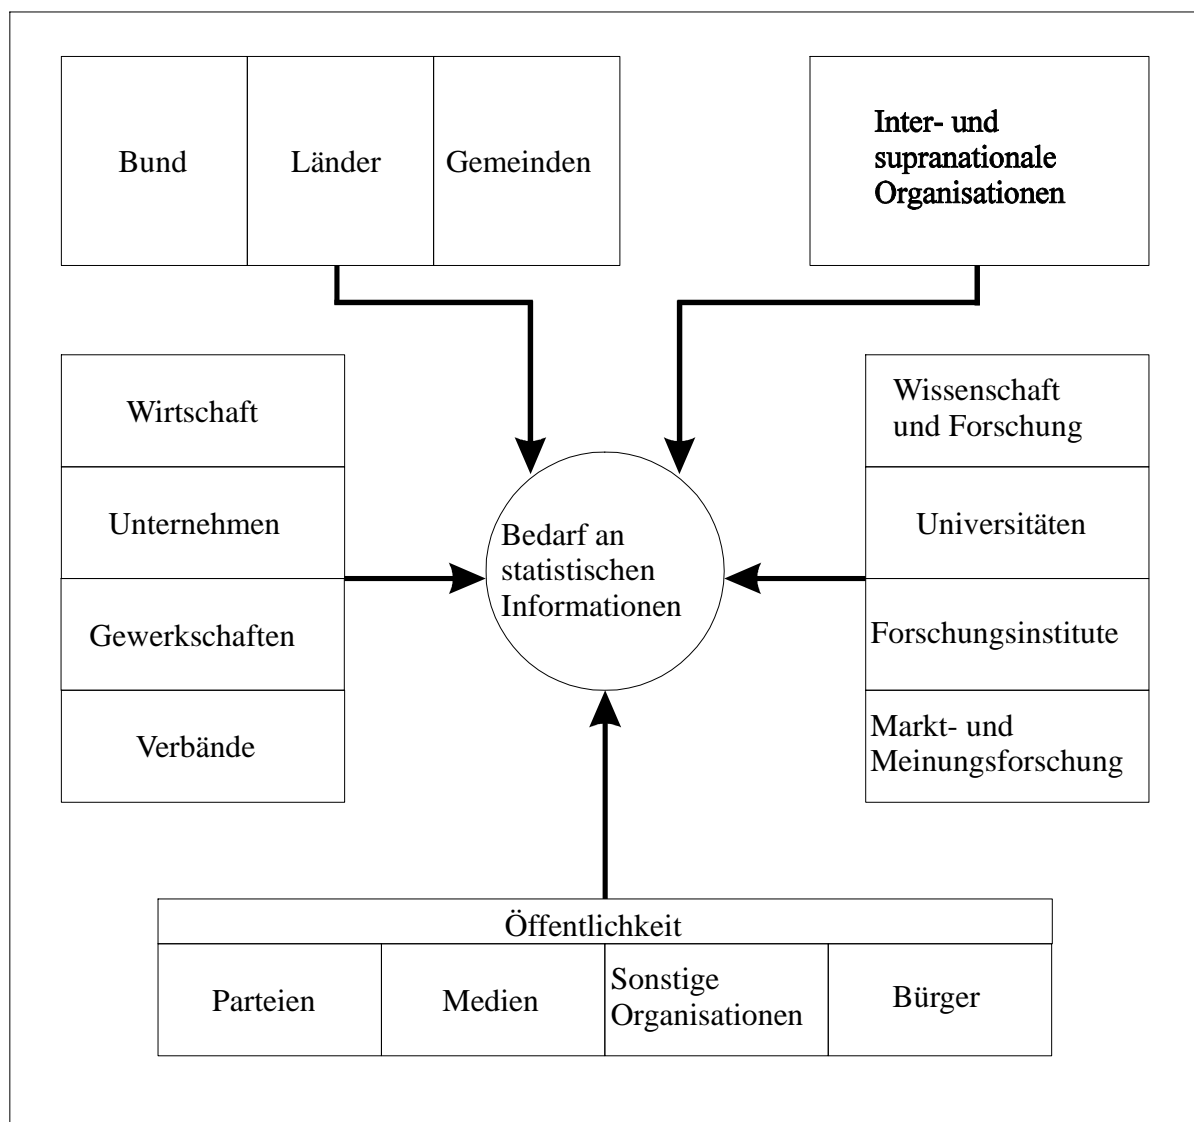 Bund
Länder
Gemeinden
Inter- und
supranationale
Organisationen
Wirtschaft
Unternehmen
Gewerkschaften
Verbände
Bedarf an
statistischen
Informationen
Wissenschaft
und Forschung
Universitäten
Forschungsinstitute
Markt- und
Meinungsforschung
Öffentlichkeit
Parteien
Medien
Sonstige
Organisationen
Bürger